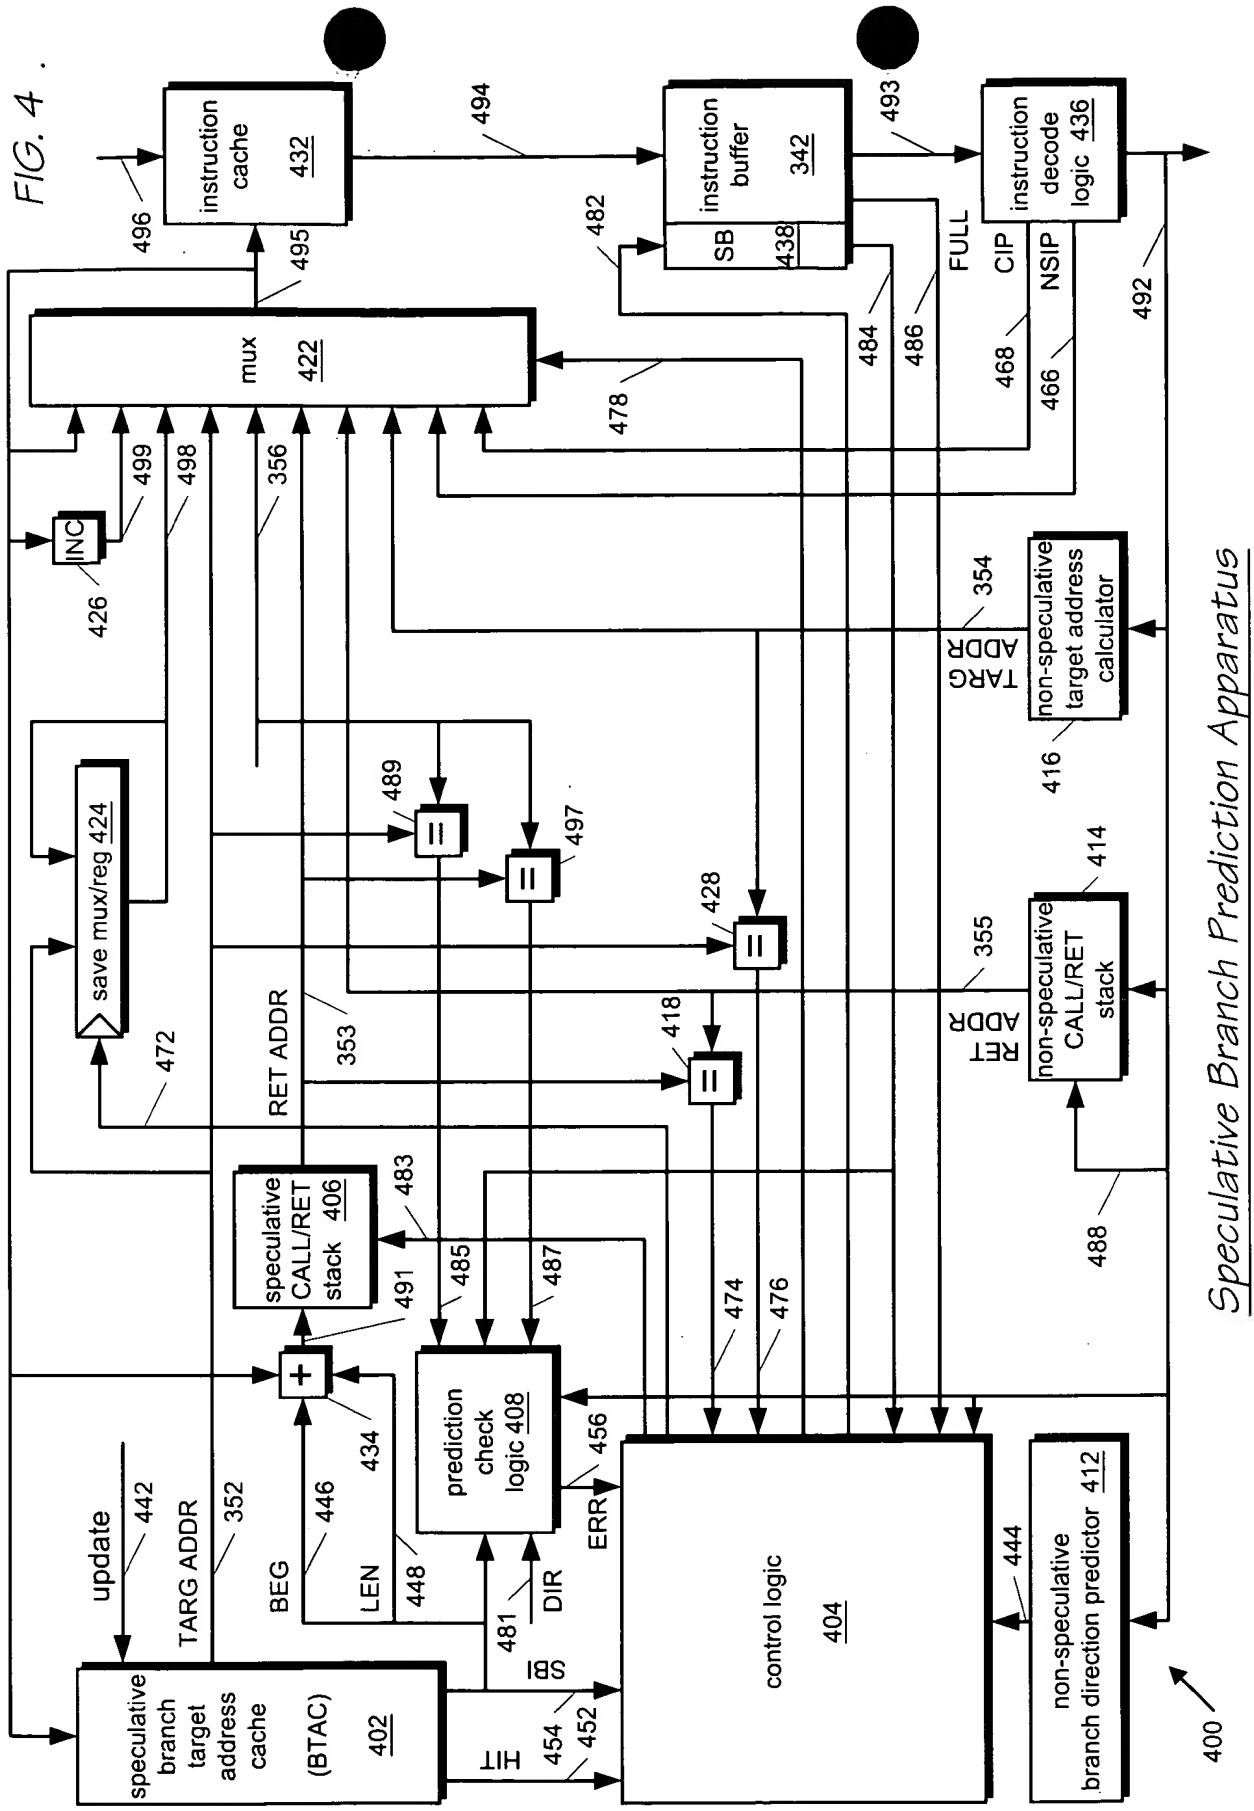 FIG. 4 .
496
instruction
cache
432
494
instruction
buffer
342
493
instruction
decode
logic 436
495
482
SB
438
FULL
CIP
NSIP
492
mux
422
478
484
486
468
466
INC
426
499
498
356
354
TARG
ADDR
non-speculative
target address
calculator
416
save mux/reg 424
489
497
428
472
RET ADDR
353
418
355
RET
ADDR
non-speculative
CALL/RET
stack
414
488
speculative
CALL/RET
stack 406
483
491
485
487
474
476
+
434
prediction
check
logic 408
456
ERR
update
442
TARG ADDR
352
BEG
446
LEN
448
481
DIR
SBI
454
452
HIT
speculative
branch
target
address
cache
(BTAC)
402
control logic
404
444
non-speculative
branch direction predictor 412
400
Speculative Branch Prediction Apparatus